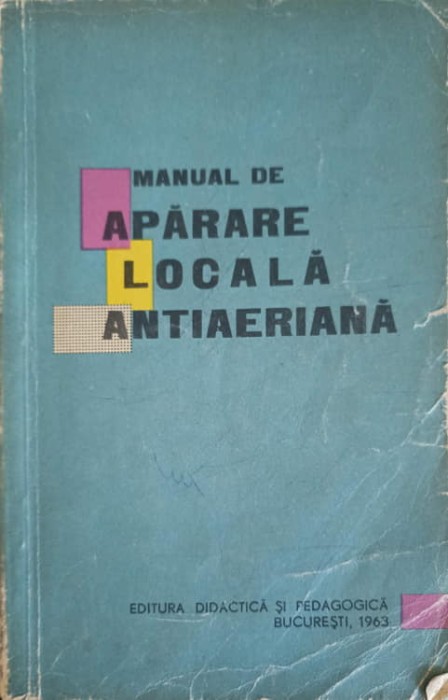 MANUAL DE
APĂRARE
LOCALĂ
ANTIAERIANĂ
EDITURA DIDACTICĂ ȘI PEDAGOGICĂ
BUCUREȘTI, 1963